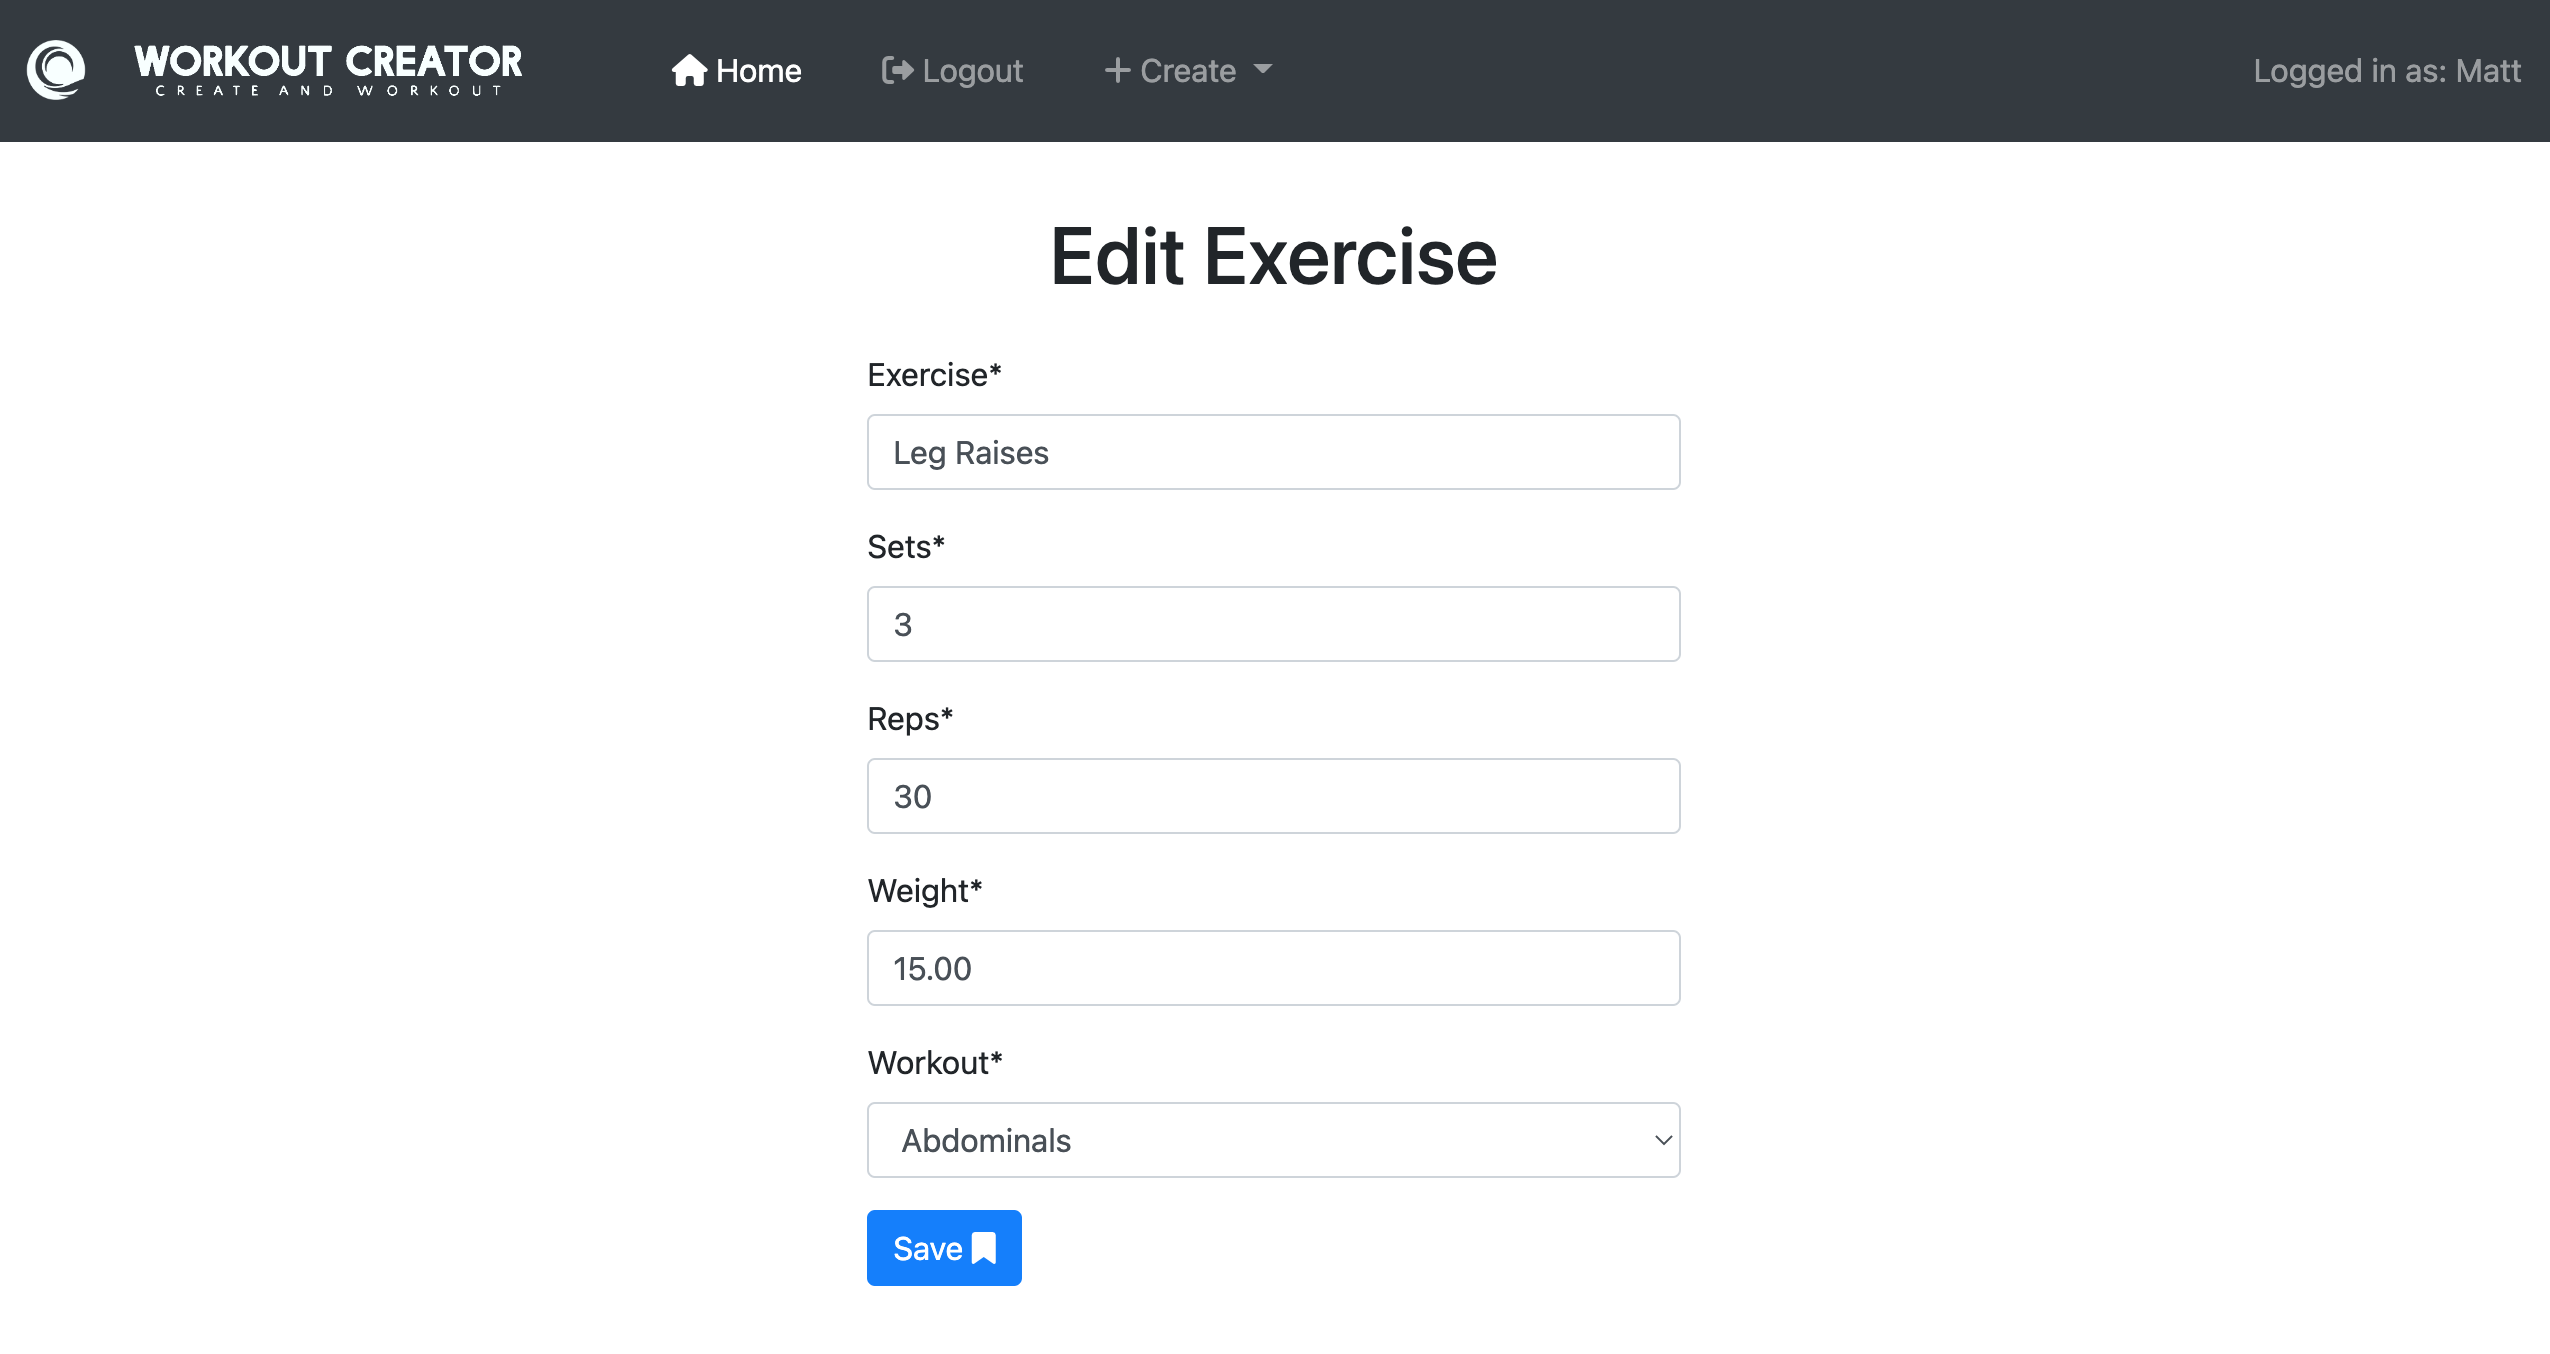 WORKOUT CREATOR
CREATE AND WORKOUT
Home
Logout
Create
Logged in as: Matt
Edit Exercise
Exercise*
Leg Raises
Sets*
3
Reps*
30
Weight*
15.00
Workout*
Abdominals
Save